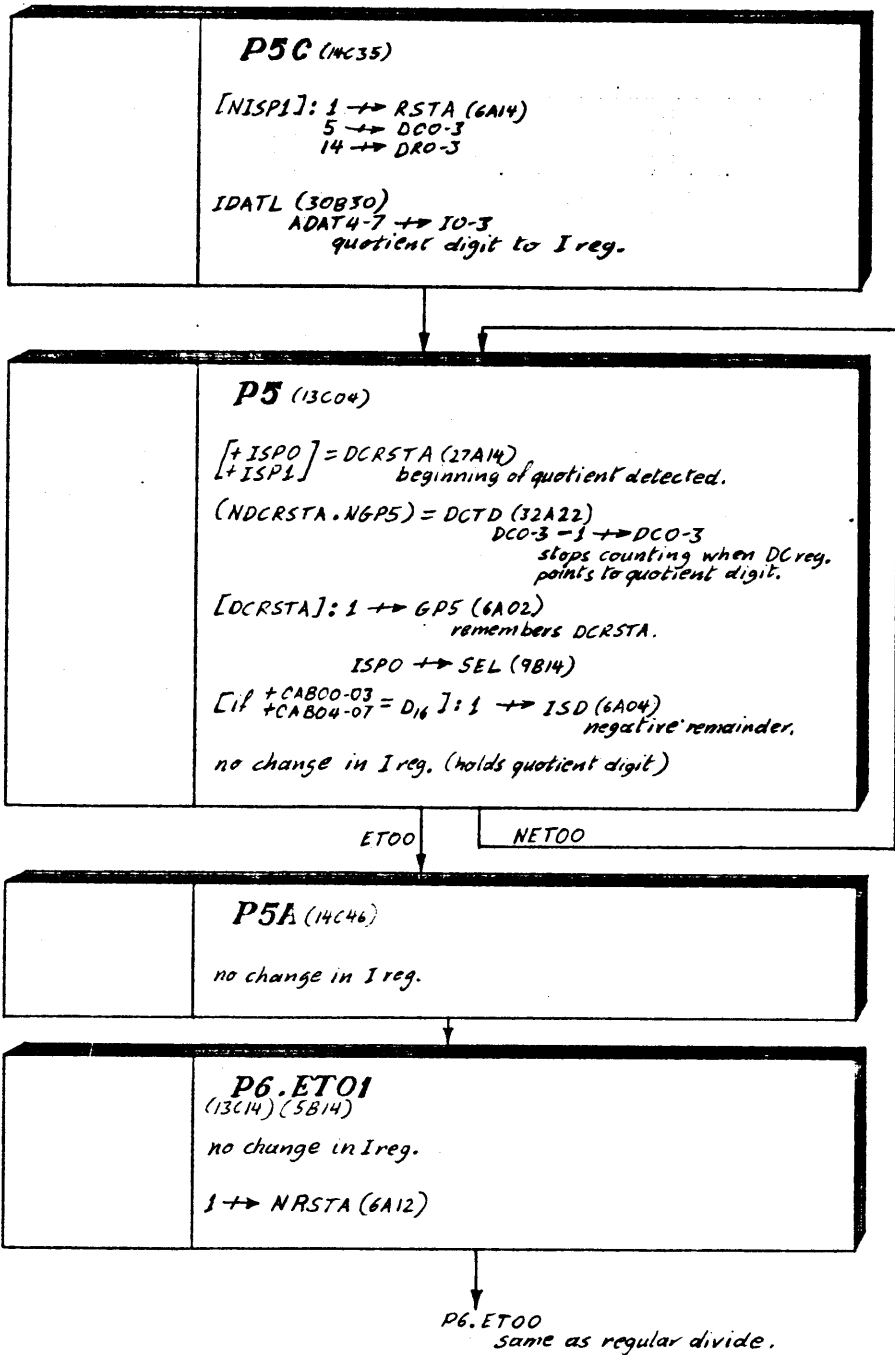 P5C (14C35)
[NISP1]: 1 ↛ RSTA (6A14)
5 ↛ DC0-3
14 ↛ DR0-3
IDATL (30B30)
ADAT4-7 ↛ I0-3
quotient digit to I reg.
P5 (13C04)
[+ISP0
+ISP1] = DCRSTA (27A14)
beginning of quotient detected.
(NDCRSTA.NGP5) = DCTD (32A22)
DC0-3 -1 ↛ DC0-3
stops counting when DC reg.
points to quotient digit.
[DCRSTA]: 1 ↛ GP5 (6A02)
remembers DCRSTA.
ISP0 ↛ SEL (9B14)
[if +CAB00-03
+CAB04-07 = D16]: 1 ↛ ISD (6A04)
negative remainder.
no change in I reg. (holds quotient digit)
ET00 NET00
P5A (14C46)
no change in I reg.
P6.ET01
(13C14) (5B14)
no change in I reg.
1 ↛ NRSTA (6A12)
P6.ET00
same as regular divide.